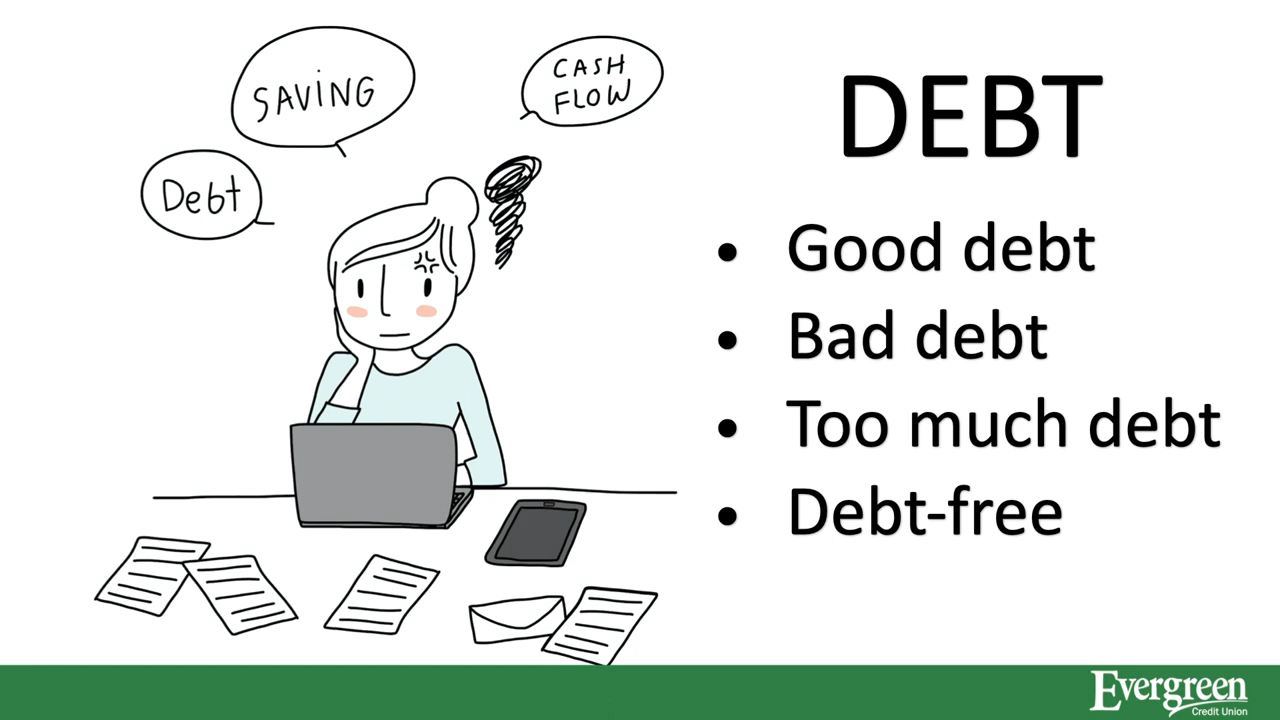 SAVING
CASH
FLOW
Debt
DEBT
• Good debt
• Bad debt
• Too much debt
• Debt-free
Evergreen
Credit Union